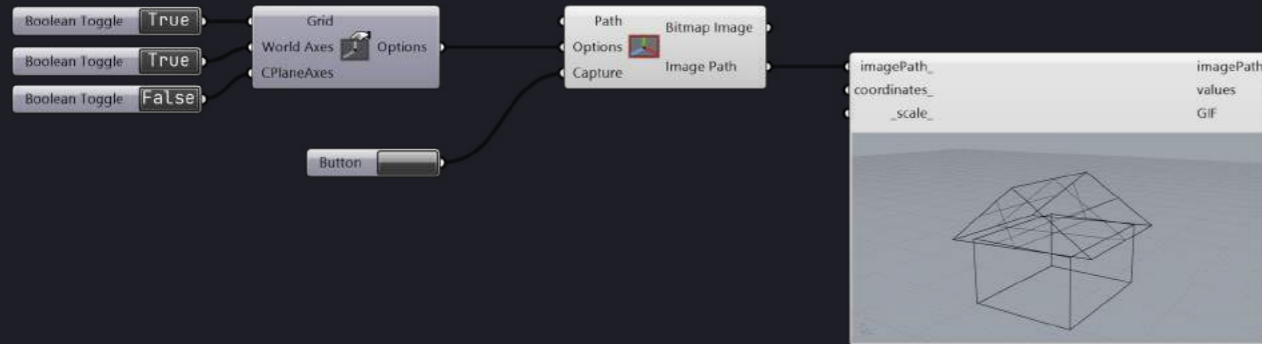 Boolean Toggle True
Boolean Toggle True
Boolean Toggle False
Grid
World Axes
CPlaneAxes
Options
Button
Path
Options
Capture
Bitmap Image
Image Path
imagePath_
coordinates_
_scale_
imagePath
values
GIF